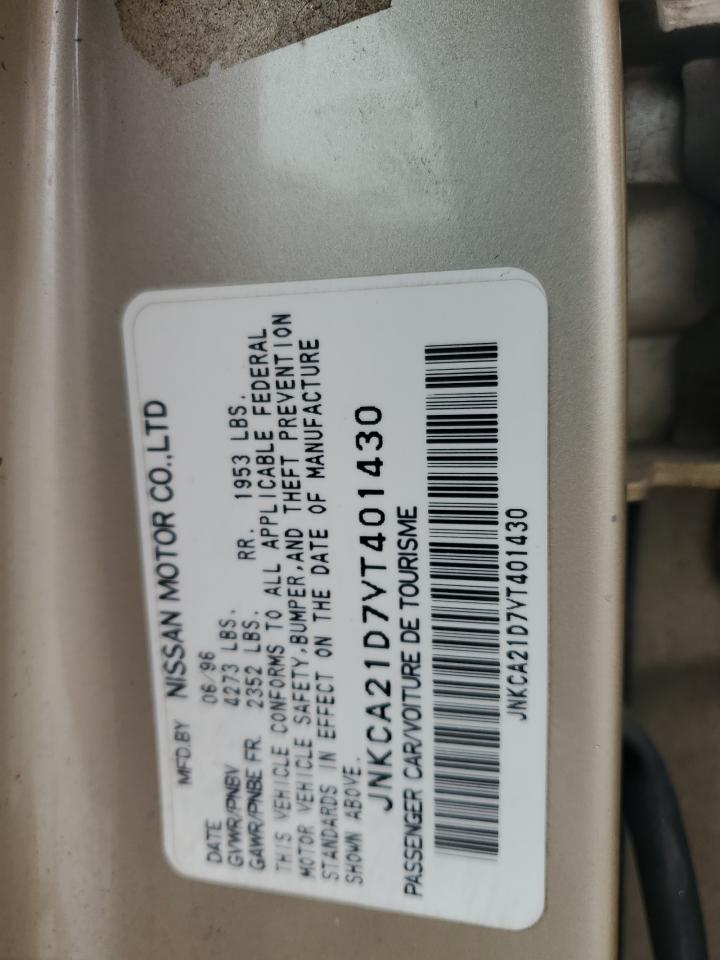 MFD.BY NISSAN MOTOR CO.,LTD
DATE 06/96
GVWR/PNBV 4273 LBS.
GAWR/PNBE FR. 2352 LBS. RR. 1953 LBS.
THIS VEHICLE CONFORMS TO ALL APPLICABLE FEDERAL
MOTOR VEHICLE SAFETY,BUMPER,AND THEFT PREVENTION
STANDARDS IN EFFECT ON THE DATE OF MANUFACTURE
SHOWN ABOVE.
JNKCA21D7VT401430
PASSENGER CAR/VOITURE DE TOURISME
JNKCA21D7VT401430